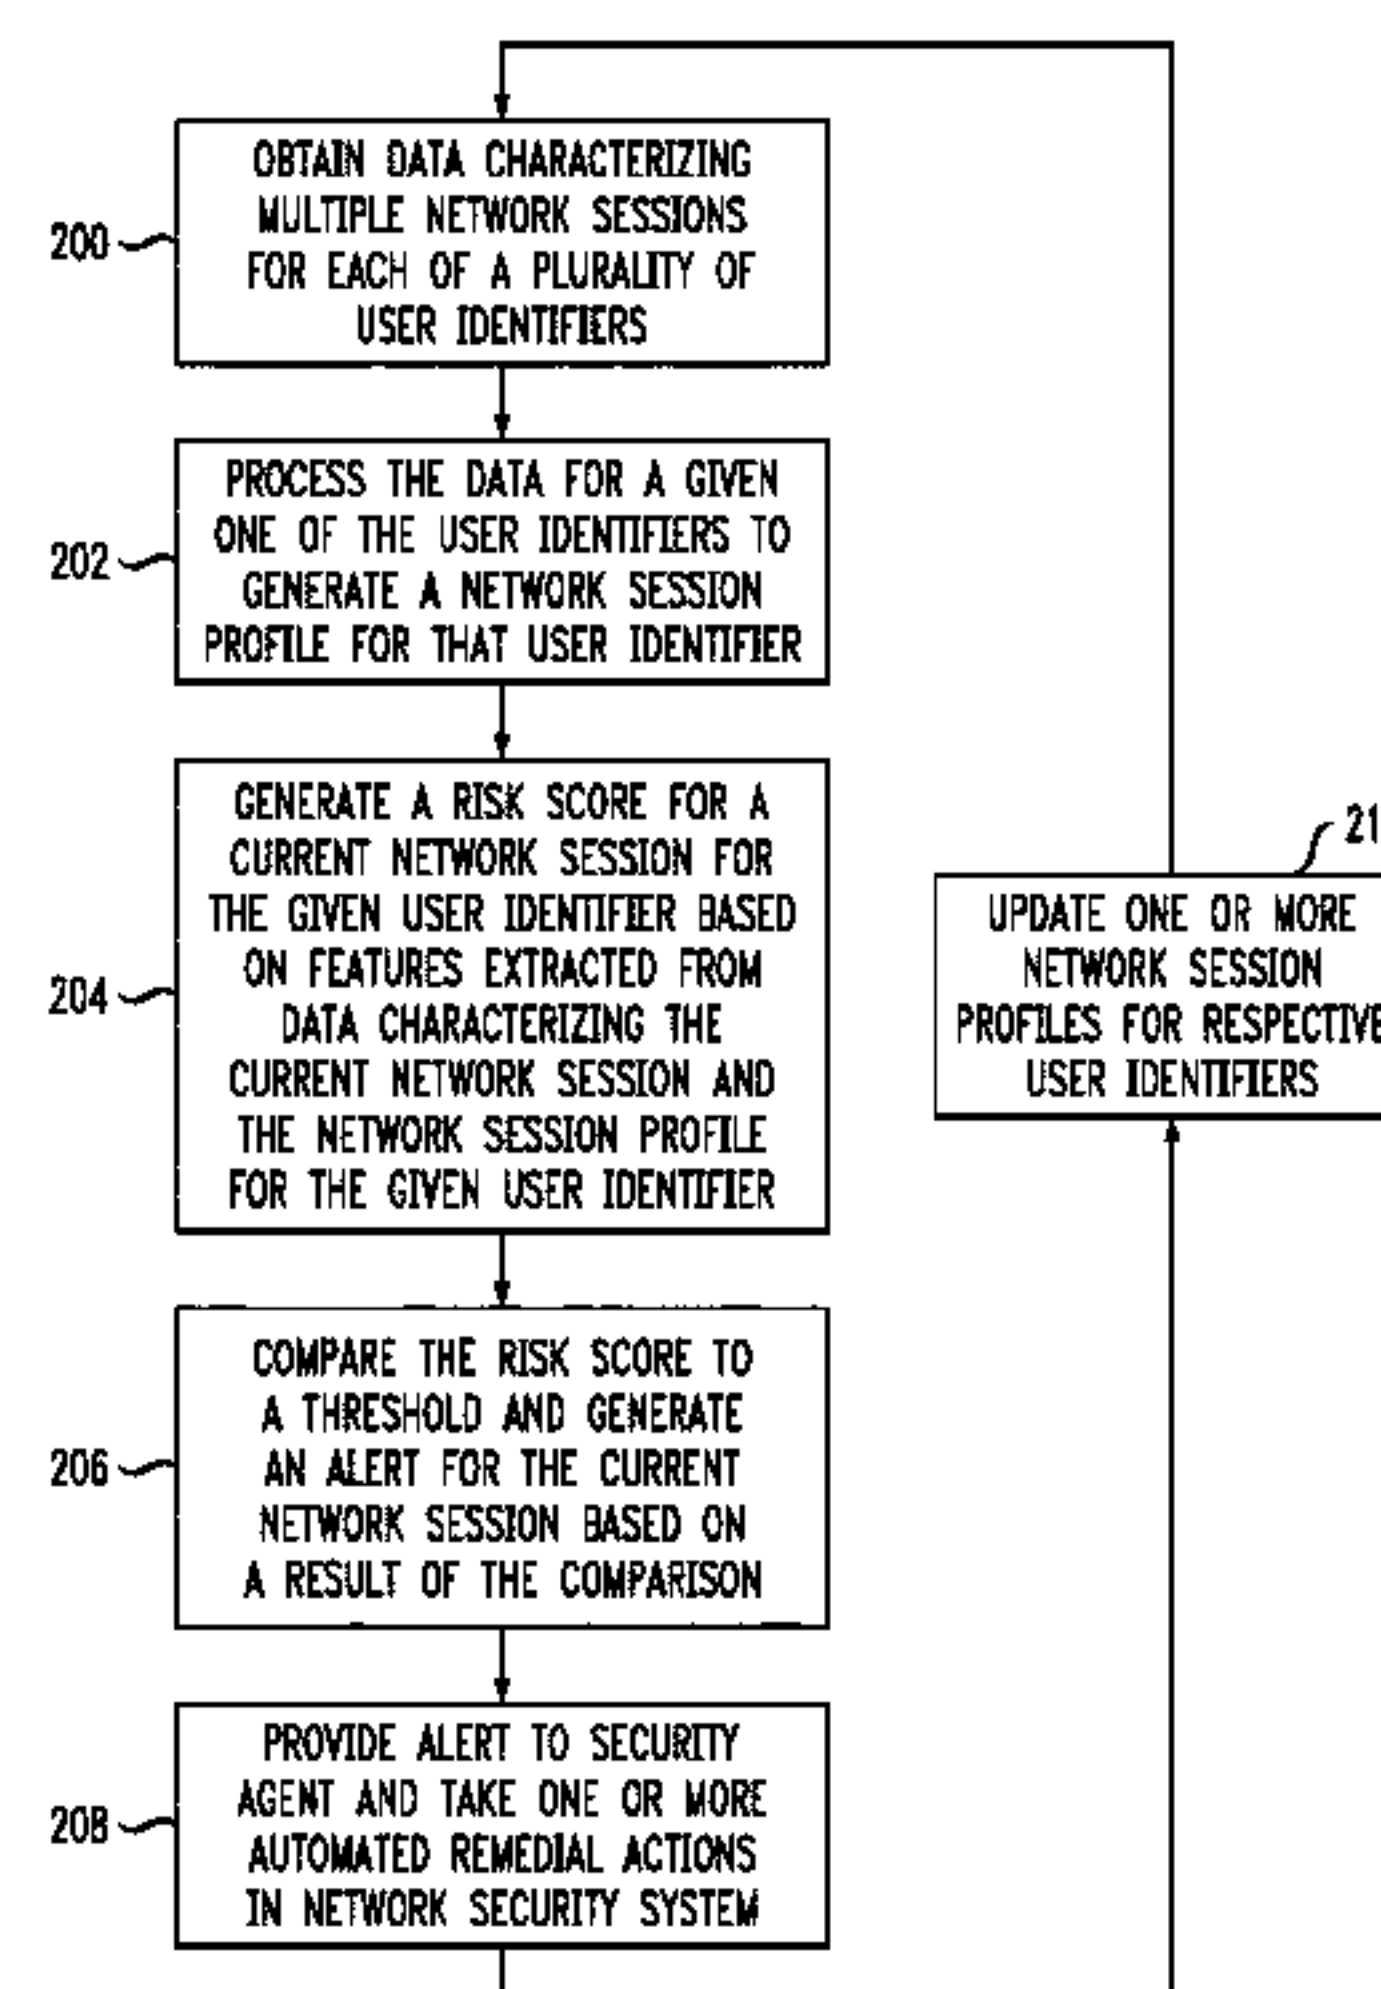 200
OBTAIN DATA CHARACTERIZING
MULTIPLE NETWORK SESSIONS
FOR EACH OF A PLURALITY OF
USER IDENTIFIERS
202
PROCESS THE DATA FOR A GIVEN
ONE OF THE USER IDENTIFIERS TO
GENERATE A NETWORK SESSION
PROFILE FOR THAT USER IDENTIFIER
204
GENERATE A RISK SCORE FOR A
CURRENT NETWORK SESSION FOR
THE GIVEN USER IDENTIFIER BASED
ON FEATURES EXTRACTED FROM
DATA CHARACTERIZING THE
CURRENT NETWORK SESSION AND
THE NETWORK SESSION PROFILE
FOR THE GIVEN USER IDENTIFIER
206
COMPARE THE RISK SCORE TO
A THRESHOLD AND GENERATE
AN ALERT FOR THE CURRENT
NETWORK SESSION BASED ON
A RESULT OF THE COMPARISON
208
PROVIDE ALERT TO SECURITY
AGENT AND TAKE ONE OR MORE
AUTOMATED REMEDIAL ACTIONS
IN NETWORK SECURITY SYSTEM
21
UPDATE ONE OR MORE
NETWORK SESSION
PROFILES FOR RESPECTIVE
USER IDENTIFIERS